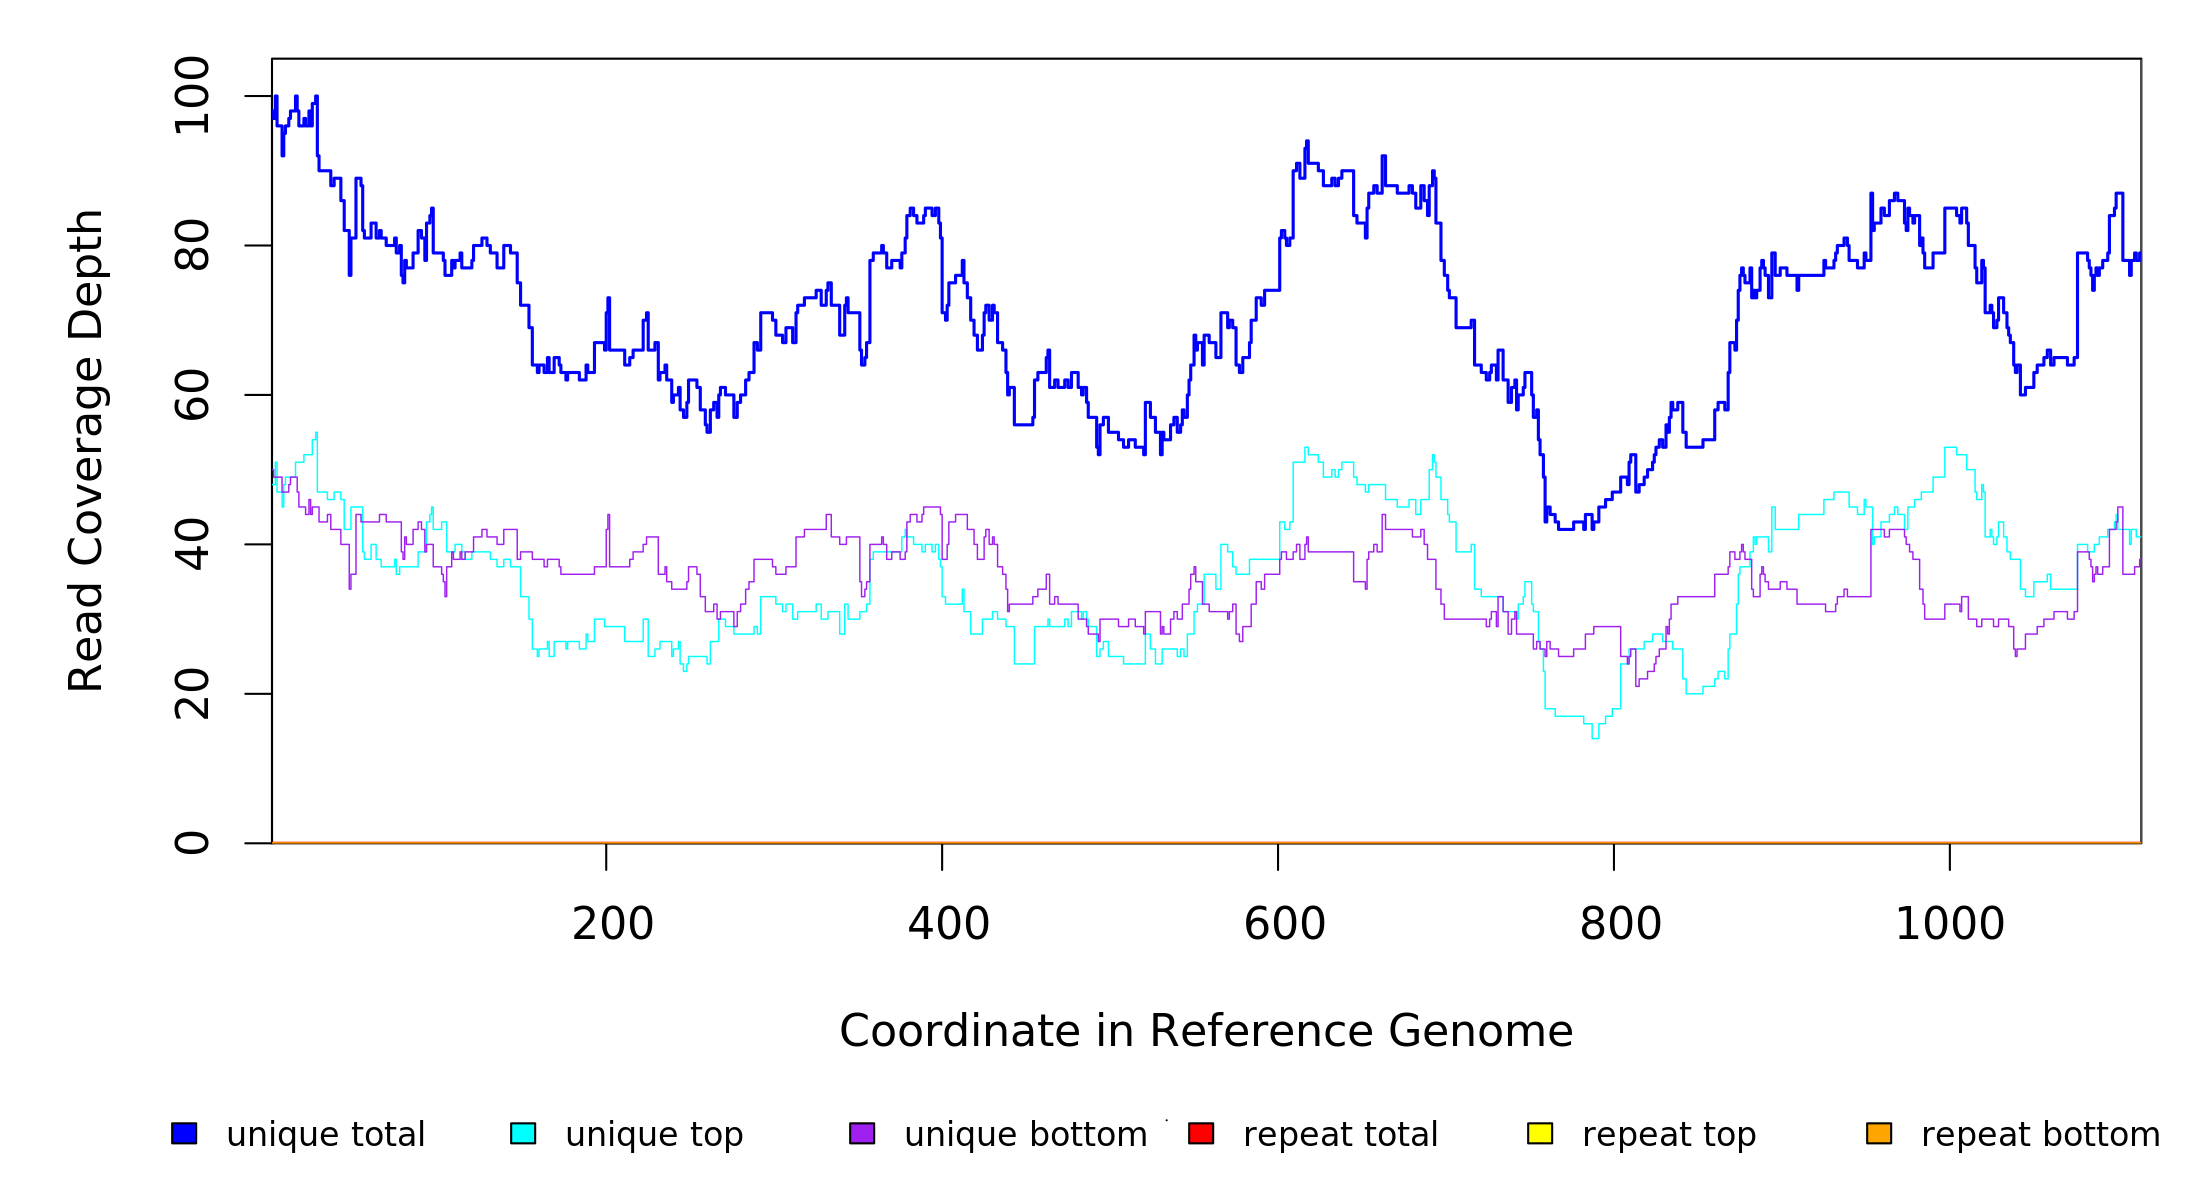 Read Coverage Depth
100
80
60
40
20
0
200 400 600 800 1000
Coordinate in Reference Genome
unique total unique top unique bottom repeat total repeat top repeat bottom